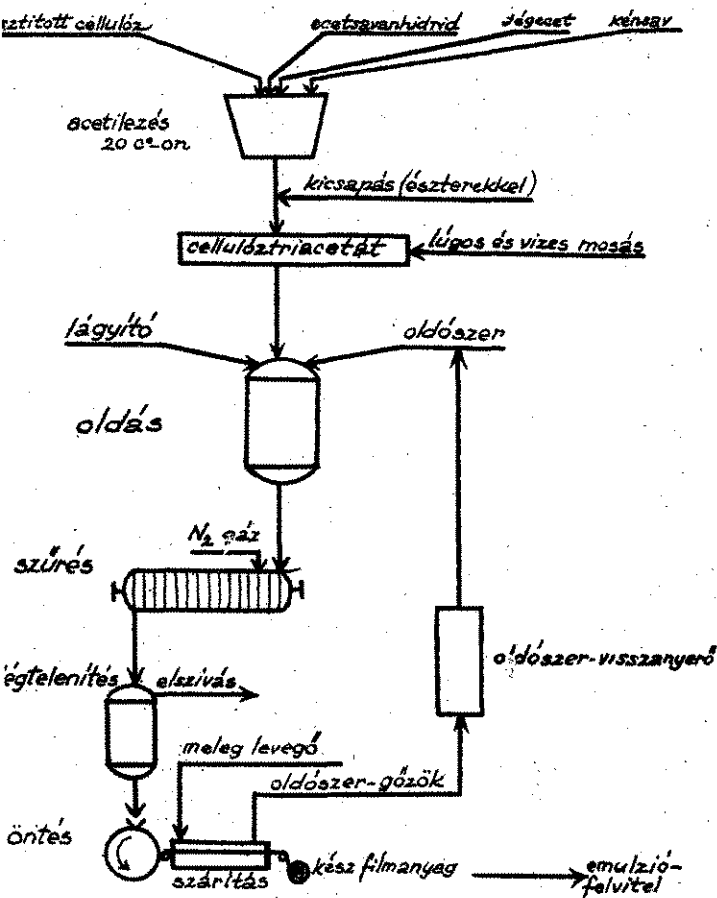 sztitott cellulóz
ecetsavanhidrid
jégecet
kénsav
acetilezés
20 C°-on
kicsapás (észterekkel)
cellulóztriacetát
lúgos és vizes mosás
lágyító
oldószer
oldás
N₂ gáz
szűrés
oldószer-visszanyerő
égtelenítés
elszívás
meleg levegő
oldószer-gőzök
öntés
szárítás
kész filmanyag
emulzió-
felvitel